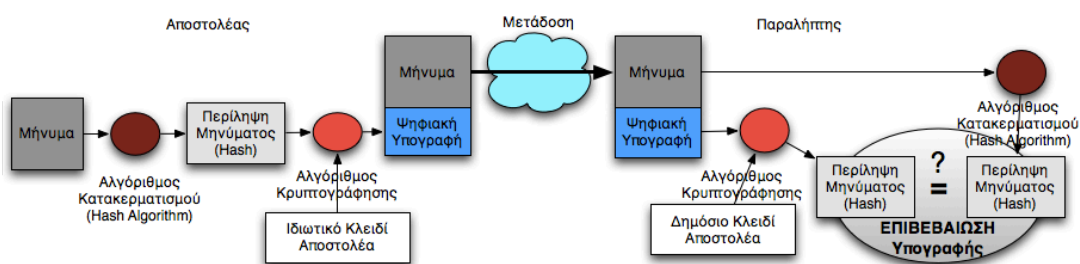 Αποστολέας
Μετάδοση
Παραλήπτης
Μήνυμα
Αλγόριθμος
Κατακερματισμού
(Hash Algorithm)
Περίληψη
Μηνύματος
(Hash)
Αλγόριθμος
Κρυπτογράφησης
Ιδιωτικό Κλειδί
Αποστολέα
Μήνυμα
Ψηφιακή
Υπογραφή
Μήνυμα
Ψηφιακή
Υπογραφή
Αλγόριθμος
Κρυπτογράφησης
Δημόσιο Κλειδί
Αποστολέα
Αλγόριθμος
Κατακερματισμού
(Hash Algorithm)
Περίληψη
Μηνύματος
(Hash)
?
=
Περίληψη
Μηνύματος
(Hash)
ΕΠΙΒΕΒΑΙΩΣΗ
Υπογραφής